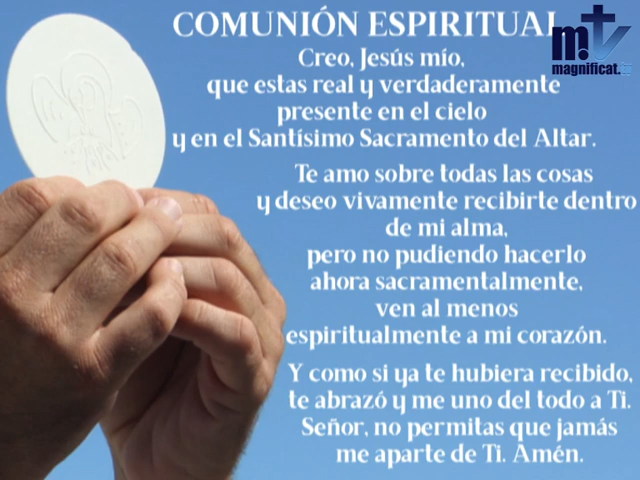 COMUNIÓN ESPIRITUAL
m.tv
magnificat.tv
Creo, Jesús mío,
que estas real y verdaderamente
presente en el cielo
y en el Santísimo Sacramento del Altar.
Te amo sobre todas las cosas
y deseo vivamente recibirte dentro
de mi alma,
pero no pudiendo hacerlo
ahora sacramentalmente,
ven al menos
espiritualmente a mi corazón.
Y como si ya te hubiera recibido,
te abrazó y me uno del todo a Ti.
Señor, no permitas que jamás
me aparte de Ti. Amén.